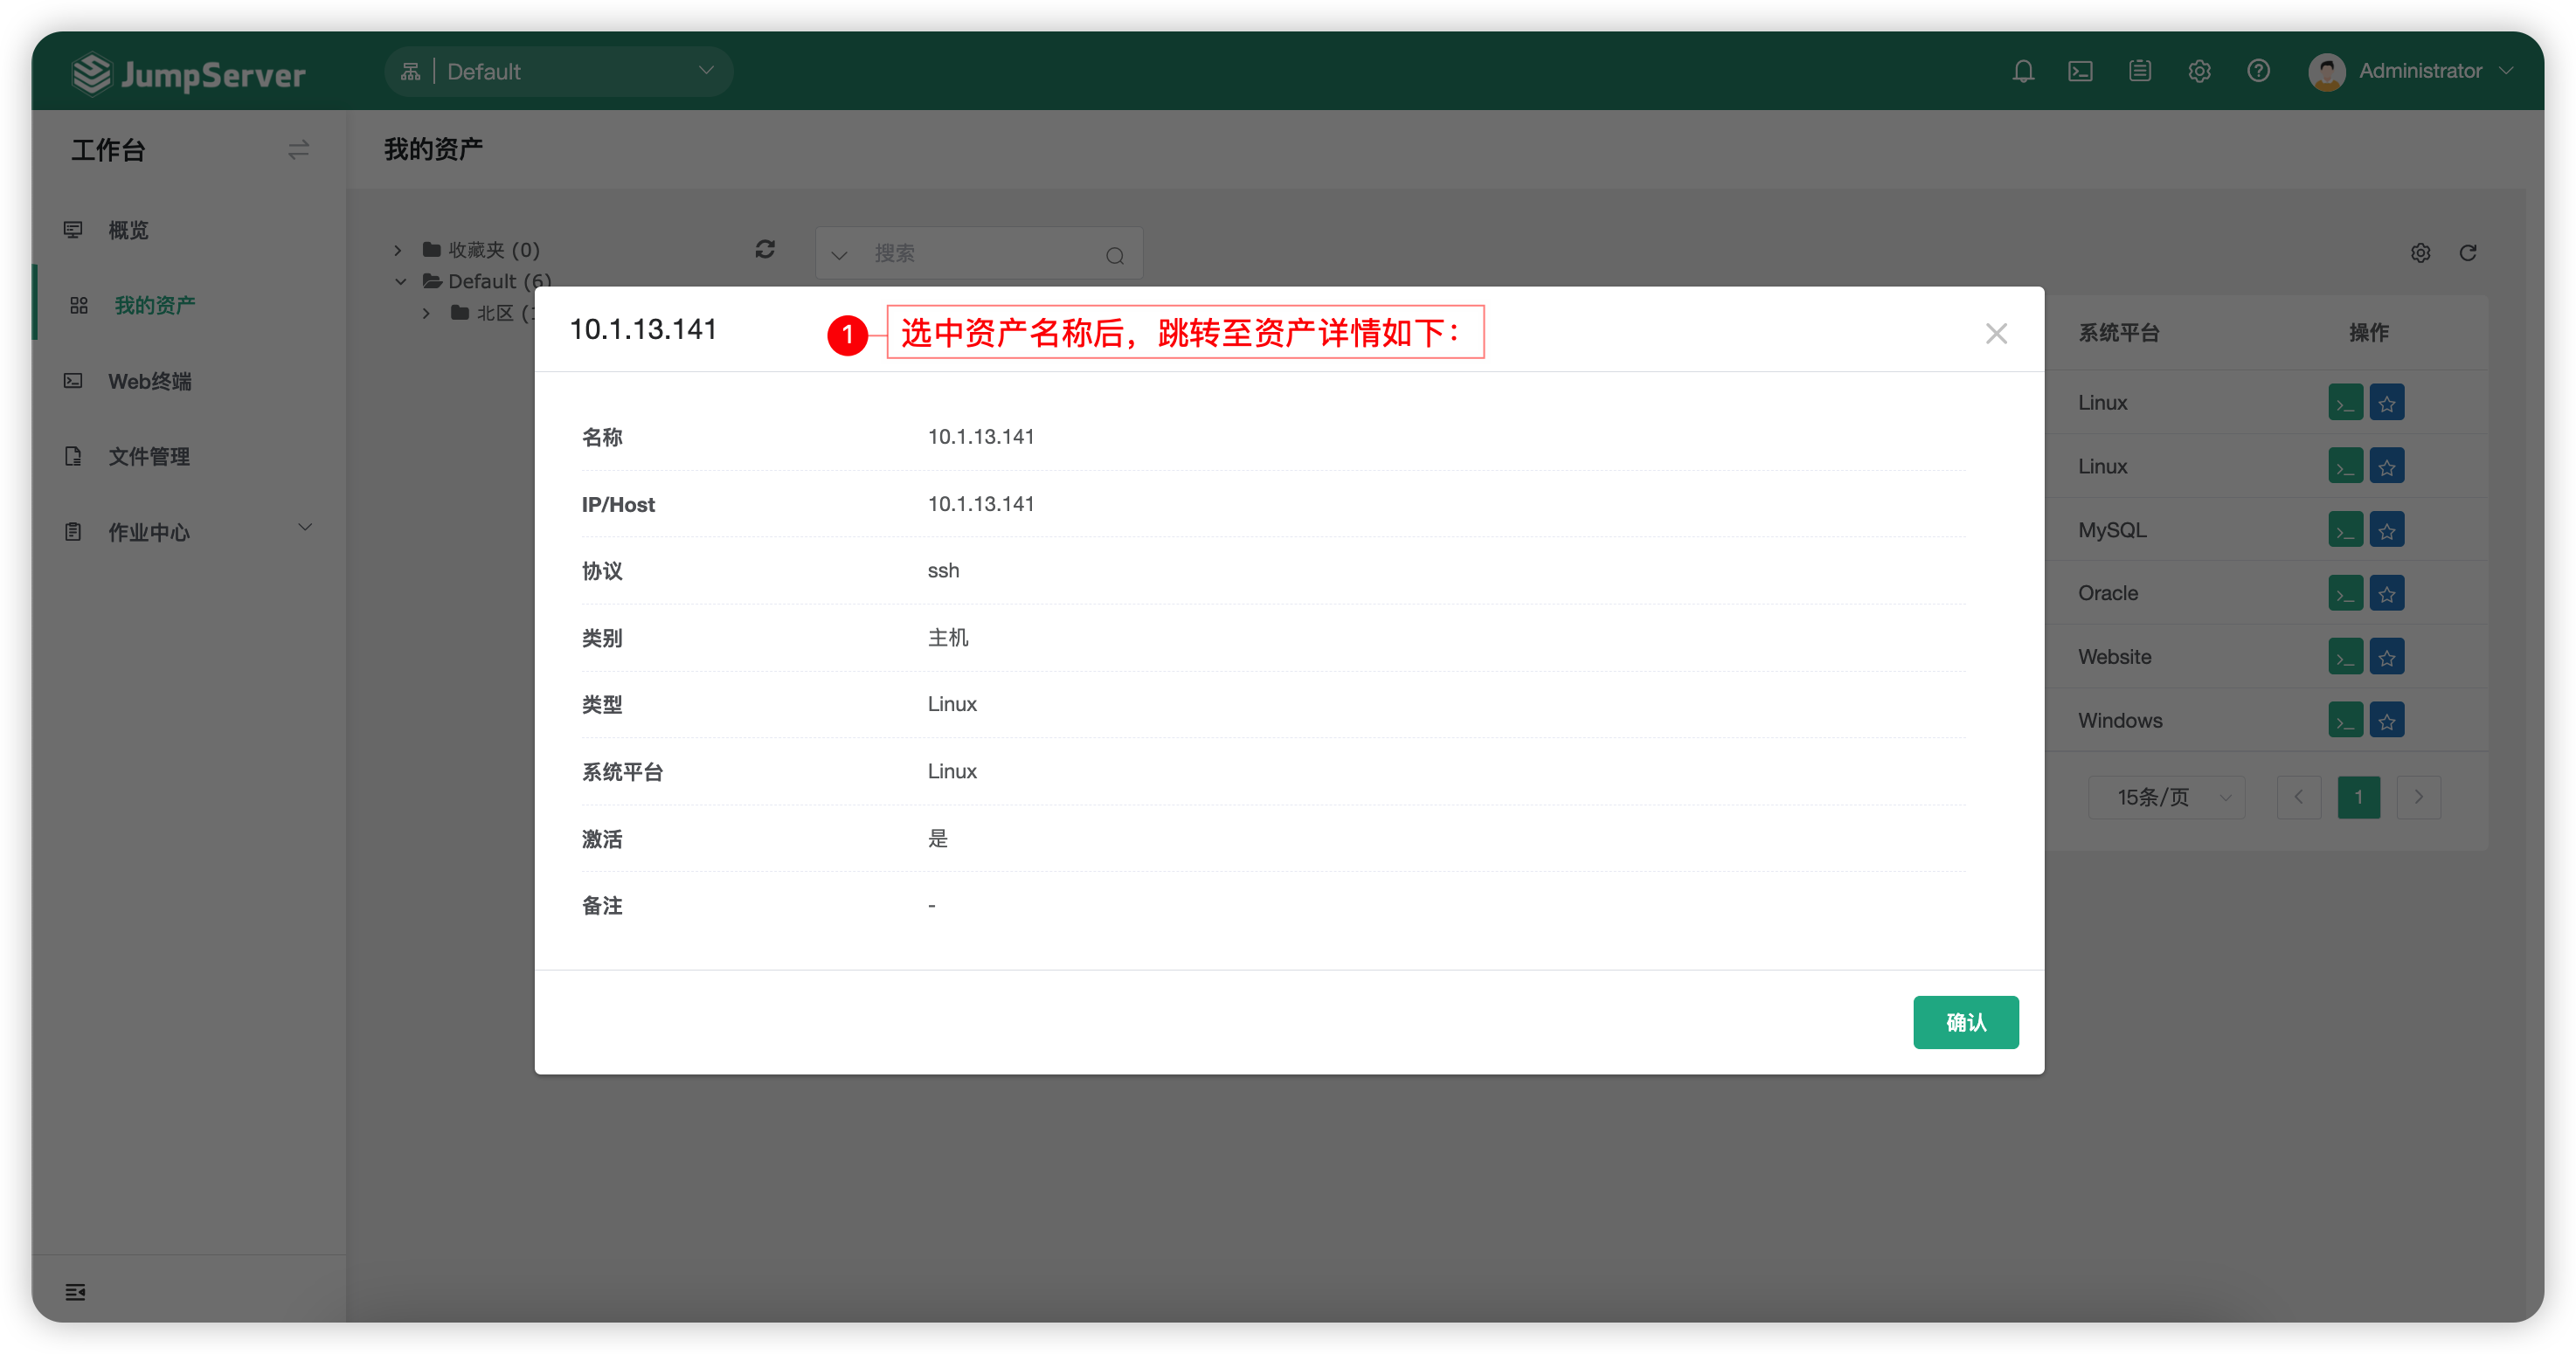 JumpServer
Default
Administrator
工作台
我的资产
概览
我的资产
Web终端
文件管理
作业中心
收藏夹 (0)
Default (6)
北区 (
搜索
10.1.13.141
1
选中资产名称后，跳转至资产详情如下：
名称 10.1.13.141
IP/Host 10.1.13.141
协议 ssh
类别 主机
类型 Linux
系统平台 Linux
激活 是
备注 -
确认
系统平台 操作
Linux
Linux
MySQL
Oracle
Website
Windows
15条/页
1